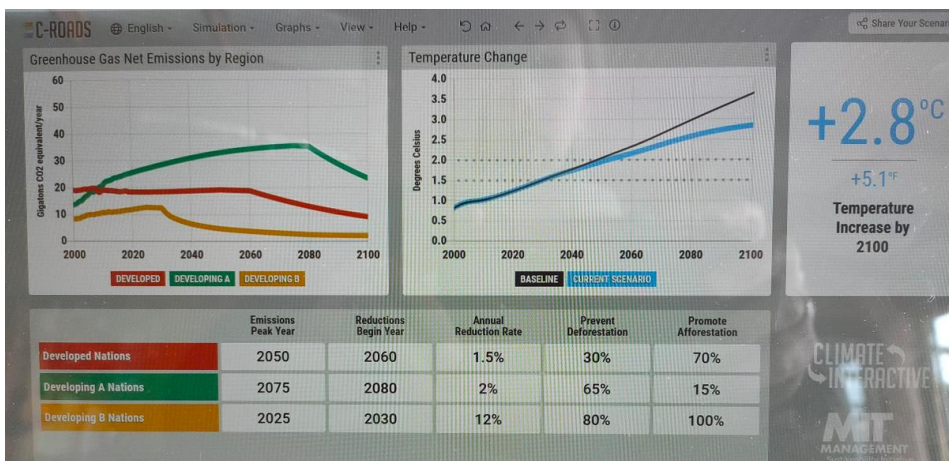 C-ROADS English Simulation Graphs View Help Share Your Scenar
Greenhouse Gas Net Emissions by Region
Gigatons CO2 equivalent/year
60
50
40
30
20
10
0
2000 2020 2040 2060 2080 2100
DEVELOPED DEVELOPING A DEVELOPING B
Temperature Change
Degrees Celsius
4.0
3.5
3.0
2.5
2.0
1.5
1.0
0.5
0.0
2000 2020 2040 2060 2080 2100
BASELINE CURRENT SCENARIO
+2.8 °C
+5.1°F
Temperature
Increase by
2100
Emissions
Peak Year
Reductions
Begin Year
Annual
Reduction Rate
Prevent
Deforestation
Promote
Afforestation
Developed Nations 2050 2060 1.5% 30% 70%
Developing A Nations 2075 2080 2% 65% 15%
Developing B Nations 2025 2030 12% 80% 100%
CLIMATE
INTERACTIVE
MIT
MANAGEMENT
Sustainability Initiative